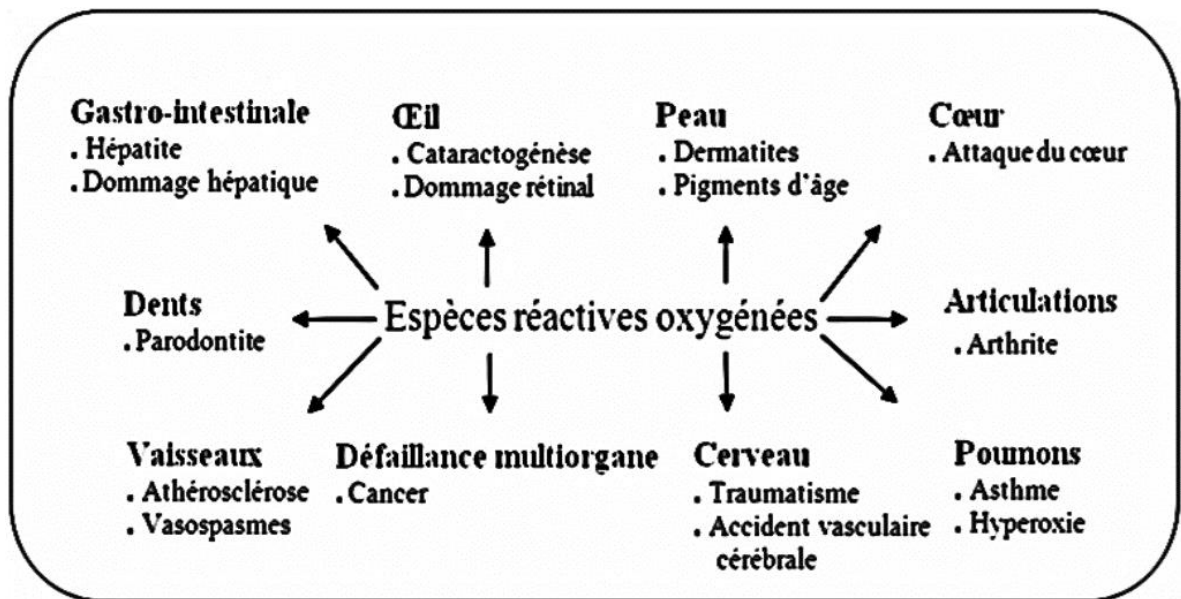 Gastro-intestinale
. Hépatite
. Dommage hépatique
Œil
. Cataractogénèse
. Dommage rétinal
Peau
. Dermatites
. Pigments d'âge
Cœur
. Attaque du cœur
Dents
. Parodontite
Espèces réactives oxygénées
Articulations
. Arthrite
Vaisseaux
. Athérosclérose
. Vasospasmes
Défaillance multiorgane
. Cancer
Cerveau
. Traumatisme
. Accident vasculaire
cérébrale
Poumons
. Asthme
. Hyperoxie